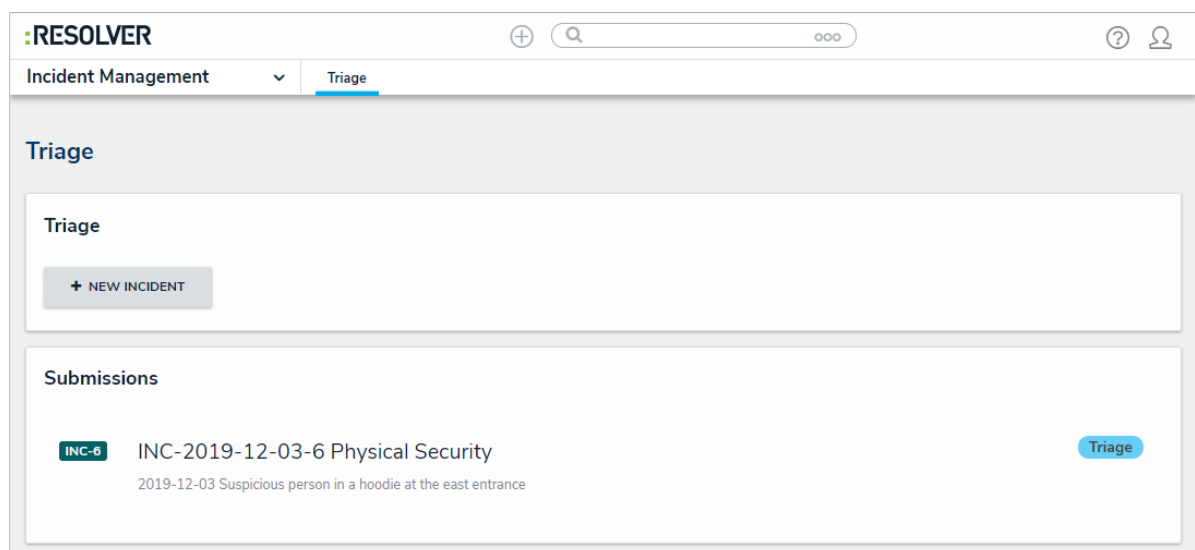 :RESOLVER
Incident Management
Triage
Triage
Triage
+ NEW INCIDENT
Submissions
INC-6
INC-2019-12-03-6 Physical Security
Triage
2019-12-03 Suspicious person in a hoodie at the east entrance